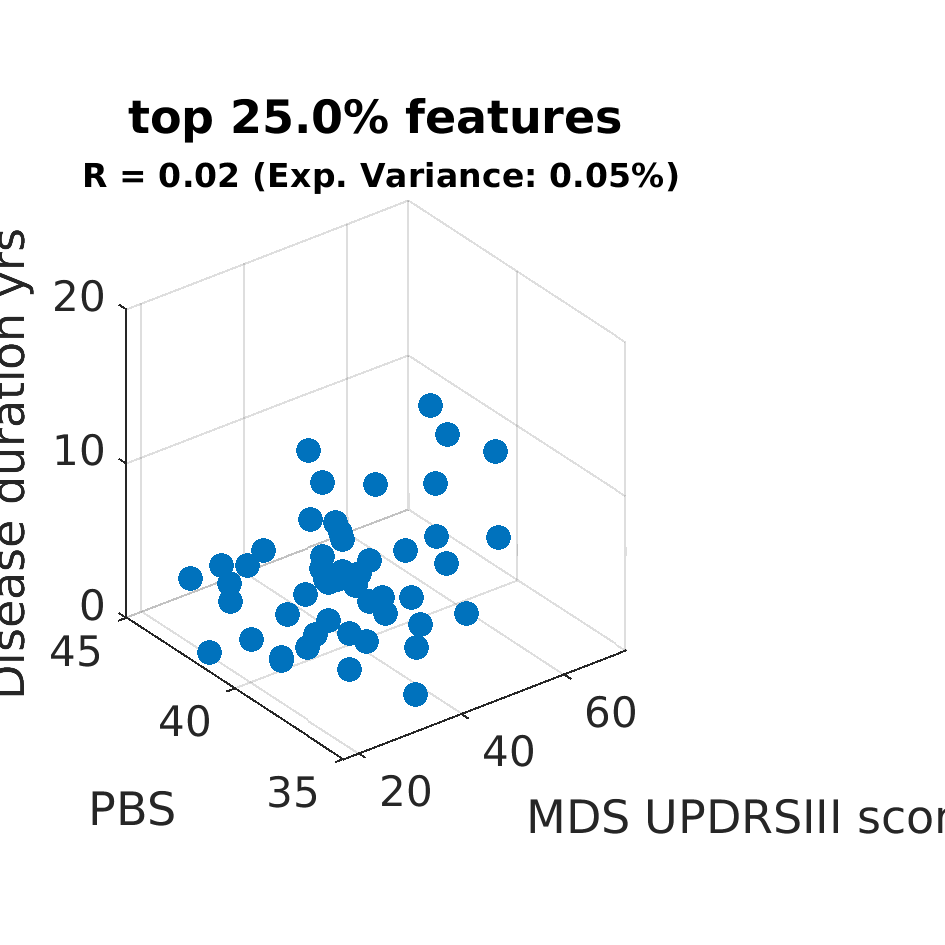 top 25.0% features
R = 0.02 (Exp. Variance: 0.05%)
Disease duration yrs
20
10
0
45
40
35
PBS
20
40
60
MDS UPDRSIII scor